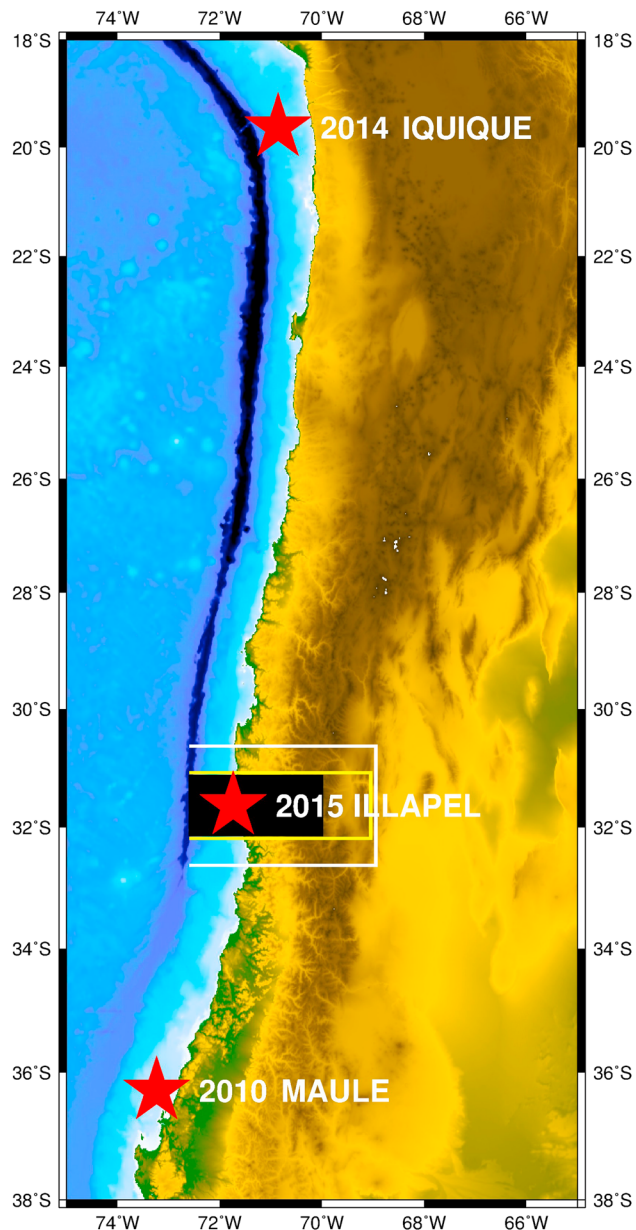 74˚W 72˚W 70˚W 68˚W 66˚W
18˚S 18˚S
2014 IQUIQUE
20˚S 20˚S
22˚S 22˚S
24˚S 24˚S
26˚S 26˚S
28˚S 28˚S
30˚S 30˚S
2015 ILLAPEL
32˚S 32˚S
34˚S 34˚S
36˚S 36˚S
2010 MAULE
38˚S 38˚S
74˚W 72˚W 70˚W 68˚W 66˚W